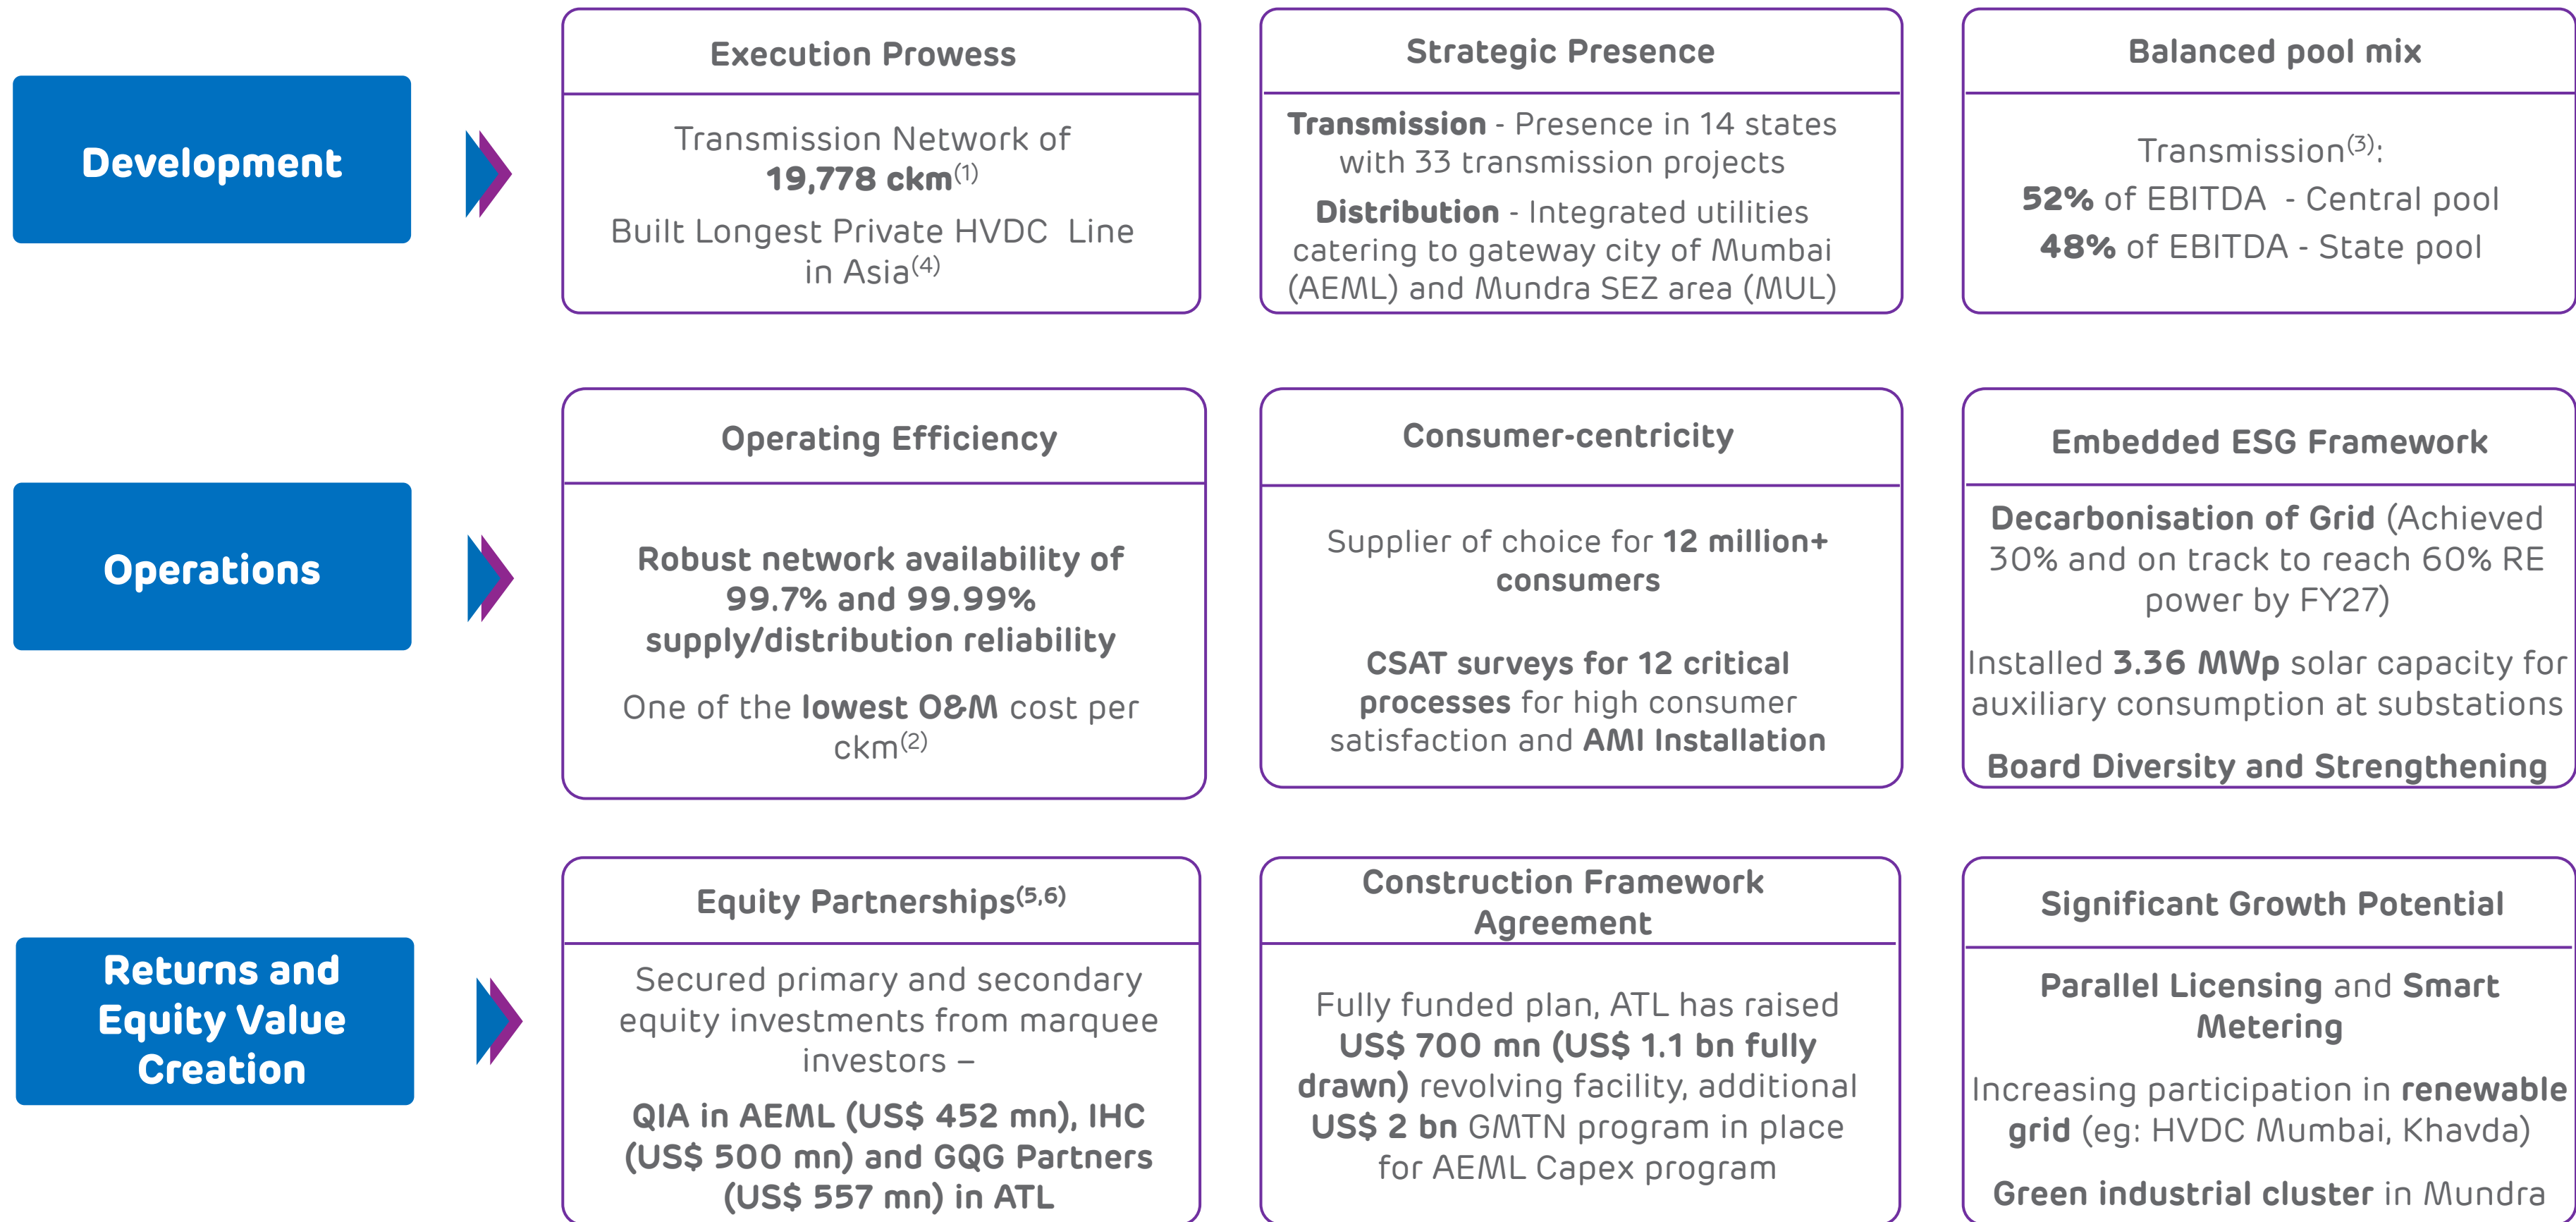 Development
Execution Prowess
Transmission Network of
19,778 ckm(1)
Built Longest Private HVDC Line
in Asia(4)
Strategic Presence
Transmission - Presence in 14 states
with 33 transmission projects
Distribution - Integrated utilities
catering to gateway city of Mumbai
(AEML) and Mundra SEZ area (MUL)
Balanced pool mix
Transmission(3):
52% of EBITDA - Central pool
48% of EBITDA - State pool
Operations
Operating Efficiency
Robust network availability of
99.7% and 99.99%
supply/distribution reliability
One of the lowest O&M cost per
ckm(2)
Consumer-centricity
Supplier of choice for 12 million+
consumers
CSAT surveys for 12 critical
processes for high consumer
satisfaction and AMI Installation
Embedded ESG Framework
Decarbonisation of Grid (Achieved
30% and on track to reach 60% RE
power by FY27)
Installed 3.36 MWp solar capacity for
auxiliary consumption at substations
Board Diversity and Strengthening
Returns and
Equity Value
Creation
Equity Partnerships(5,6)
Secured primary and secondary
equity investments from marquee
investors –
QIA in AEML (US$ 452 mn), IHC
(US$ 500 mn) and GQG Partners
(US$ 557 mn) in ATL
Construction Framework
Agreement
Fully funded plan, ATL has raised
US$ 700 mn (US$ 1.1 bn fully
drawn) revolving facility, additional
US$ 2 bn GMTN program in place
for AEML Capex program
Significant Growth Potential
Parallel Licensing and Smart
Metering
Increasing participation in renewable
grid (eg: HVDC Mumbai, Khavda)
Green industrial cluster in Mundra